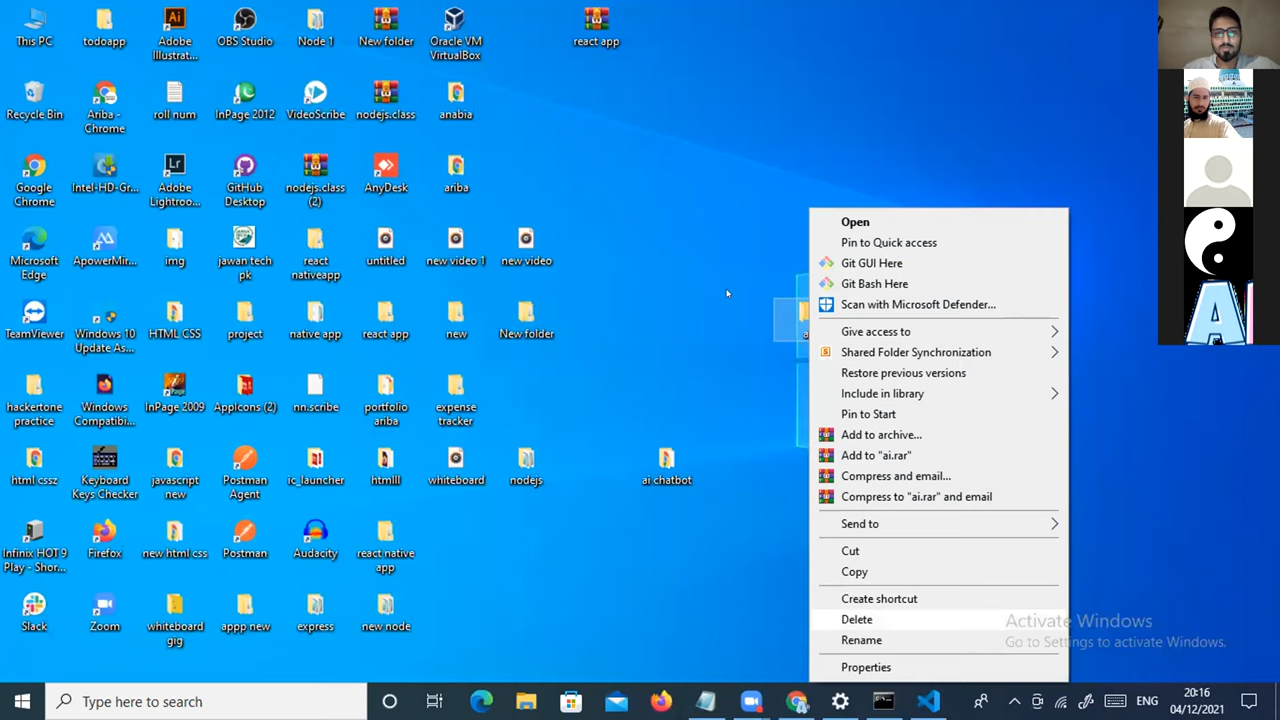 This PC
todoapp
Adobe
Illustrat...
OBS Studio
Node 1
New folder
Oracle VM
VirtualBox
react app
Recycle Bin
Ariba -
Chrome
roll num
InPage 2012
VideoScribe
nodejs.class
anabia
Google
Chrome
Intel-HD-Gr...
Adobe
Lightroo...
GitHub
Desktop
nodejs.class
(2)
AnyDesk
ariba
Microsoft
Edge
ApowerMir...
img
jawan tech
pk
react
nativeapp
untitled
new video 1
new video
TeamViewer
Windows 10
Update As...
HTML CSS
project
native app
react app
new
New folder
hackertone
practice
Windows
Compatibi...
InPage 2009
AppIcons (2)
nn.scribe
portfolio
ariba
expense
tracker
html cssz
Keyboard
Keys Checker
javascript
new
Postman
Agent
ic_launcher
htmlll
whiteboard
nodejs
ai chatbot
Infinix HOT 9
Play - Shor...
Firefox
new html css
Postman
Audacity
react native
app
Slack
Zoom
whiteboard
gig
appp new
express
new node
Open
Pin to Quick access
Git GUI Here
Git Bash Here
Scan with Microsoft Defender...
Give access to
Shared Folder Synchronization
Restore previous versions
Include in library
Pin to Start
Add to archive...
Add to "ai.rar"
Compress and email...
Compress to "ai.rar" and email
Send to
Cut
Copy
Create shortcut
Delete
Rename
Properties
Activate Windows
Go to Settings to activate Windows.
Type here to search
ENG
20:16
04/12/2021